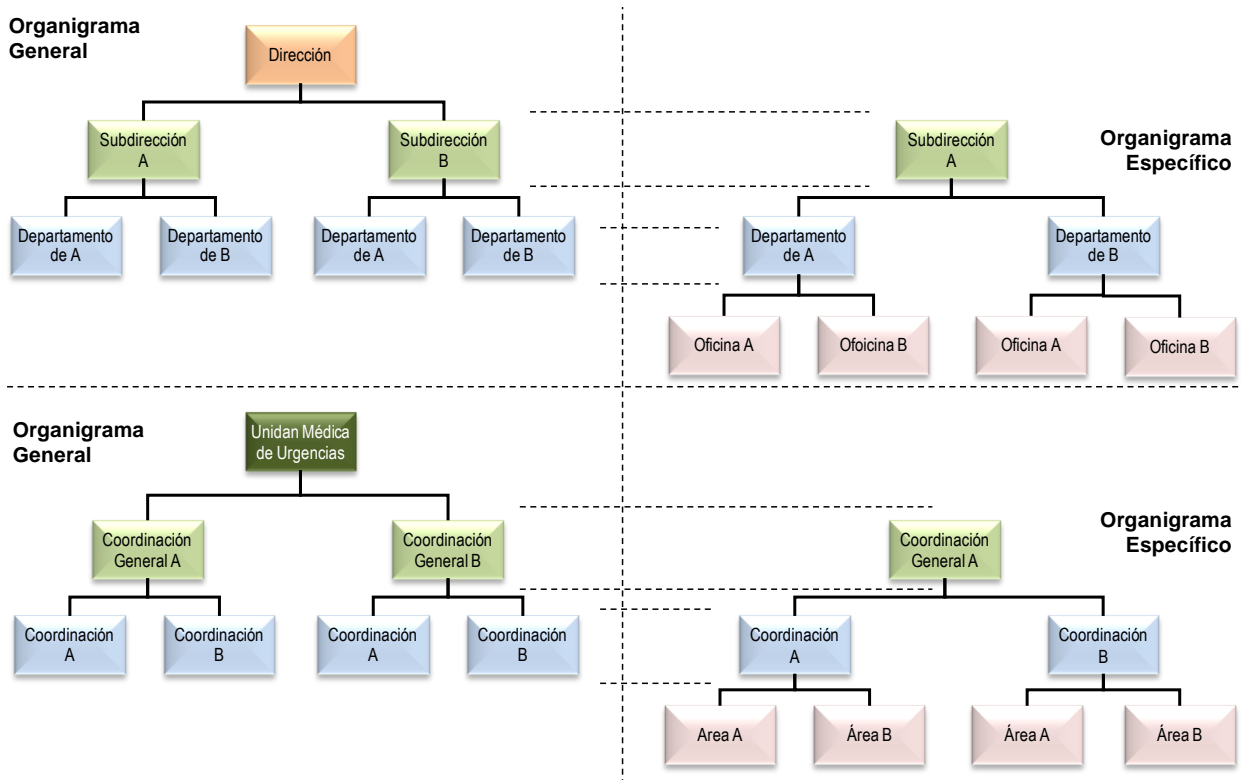 Organigrama
General
Dirección
Subdirección
A
Subdirección
B
Departamento
de A
Departamento
de B
Departamento
de A
Departamento
de B
Organigrama
Específico
Subdirección
A
Departamento
de A
Departamento
de B
Oficina A
Ofoicina B
Oficina A
Oficina B
Organigrama
General
Unidan Médica
de Urgencias
Coordinación
General A
Coordinación
General B
Coordinación
A
Coordinación
B
Coordinación
A
Coordinación
B
Organigrama
Específico
Coordinación
General A
Coordinación
A
Coordinación
B
Area A
Área B
Área A
Área B